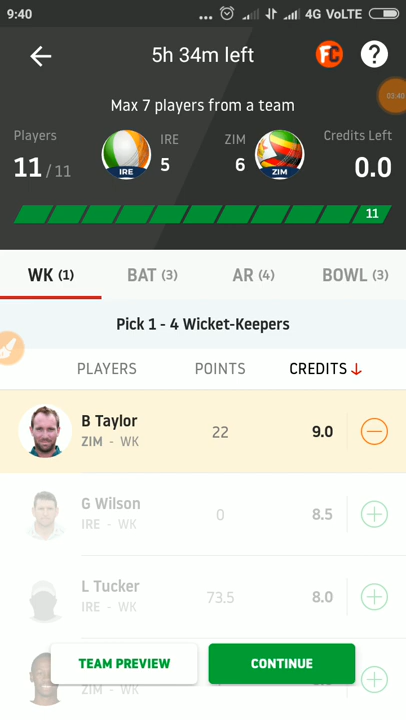 9:40
... 4G VoLTE
5h 34m left
FC
?
03:40
Max 7 players from a team
Players
IRE
ZIM
Credits Left
11 / 11
IRE
5
6
ZIM
0.0
11
WK (1)
BAT (3)
AR (4)
BOWL (3)
Pick 1 - 4 Wicket-Keepers
PLAYERS
POINTS
CREDITS
B Taylor
ZIM - WK
22
9.0
G Wilson
IRE - WK
0
8.5
L Tucker
IRE - WK
73.5
8.0
TEAM PREVIEW
CONTINUE
ZIM - WK